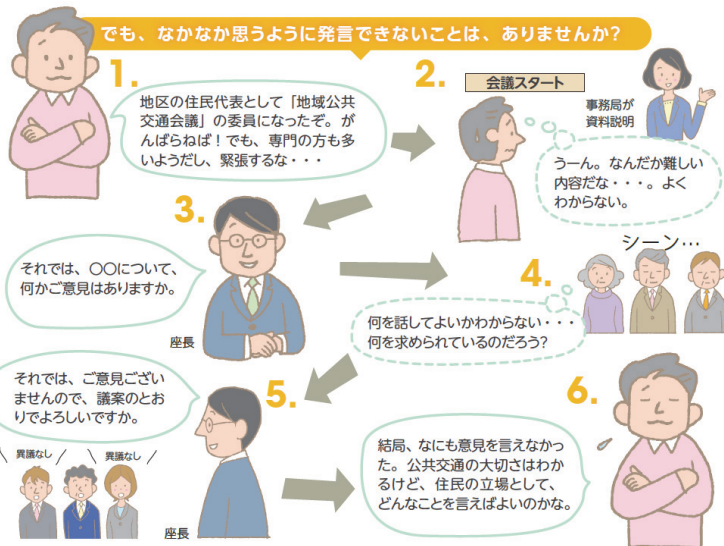 でも、なかなか思うように発言できないことは、ありませんか?
1.
地区の住民代表として「地域公共
交通会議」の委員になったぞ。が
んばらねば！でも、専門の方も多
いようだし、緊張するな・・・
2.
会議スタート
事務局が
資料説明
うーん。なんだか難しい
内容だな・・・。よく
わからない。
3.
それでは、〇〇について、
何かご意見はありますか。
座長
4.
シーン…
何を話してよいかわからない・・・
何を求められているのだろう?
5.
それでは、ご意見ござい
ませんので、議案のとお
りでよろしいですか。
異議なし
異議なし
座長
6.
結局、なにも意見を言えなかっ
た。公共交通の大切さはわか
るけど、住民の立場として、
どんなことを言えばよいのかな。